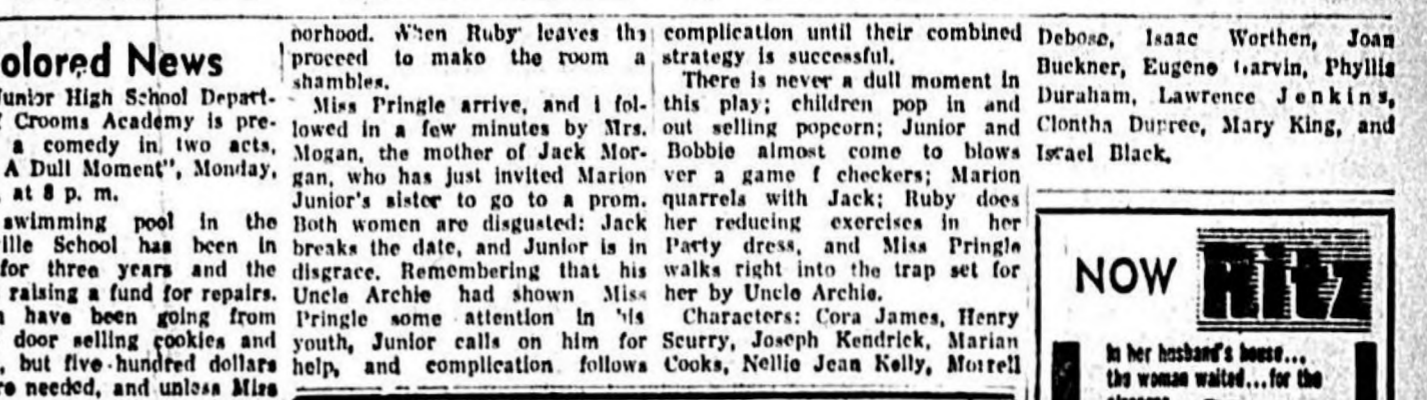 olored News
Junior High School Depart-
Crooms Academy is pre-
a comedy in two acts,
A Dull Moment", Monday,
at 8 p. m.
swimming pool in the
ille School has been in
for three years and the
raising a fund for repairs.
have been going from
door selling cookies and
, but five-hundred dollars
re needed, and unless Miss
borhood. When Ruby leaves the
proceed to make the room a
shambles.
Miss Pringle arrive, and i fol-
lowed in a few minutes by Mrs.
Mogan, the mother of Jack Mor-
gan, who has just invited Marion
Junior's sister to go to a prom.
Both women are disgusted: Jack
breaks the date, and Junior is in
disgrace. Remembering that his
Uncle Archie had shown Miss
Pringle some attention in his
youth, Junior calls on him for
help, and complication follows
complication until their combined
strategy is successful.
There is never a dull moment in
this play; children pop in and
out selling popcorn; Junior and
Bobbie almost come to blows
ver a game f checkers; Marion
quarrels with Jack; Ruby does
her reducing exercises in her
Party dress, and Miss Pringle
walks right into the trap set for
her by Uncle Archie.
Characters: Cora James, Henry
Scurry, Joseph Kendrick, Marian
Cooks, Nellie Jean Kelly, Morrell
Debose, Isaac Worthen, Joan
Buckner, Eugene Garvin, Phyllis
Duraham, Lawrence Jenkins,
Clontha Dupree, Mary King, and
Israel Black.
NOW Ritz
In her husband's house...
the woman waited...for the